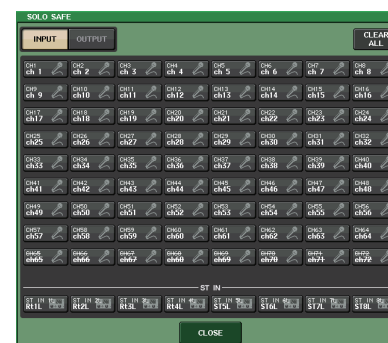 SOLO SAFE
INPUT OUTPUT CLEAR ALL
CH1 CH2 CH3 CH4 CH5 CH6 CH7 CH8
ch 1 ch 2 ch 3 ch 4 ch 5 ch 6 ch 7 ch 8
CH9 CH10 CH11 CH12 CH13 CH14 CH15 CH16
ch 9 ch10 ch11 ch12 ch13 ch14 ch15 ch16
CH17 CH18 CH19 CH20 CH21 CH22 CH23 CH24
ch17 ch18 ch19 ch20 ch21 ch22 ch23 ch24
CH25 CH26 CH27 CH28 CH29 CH30 CH31 CH32
ch25 ch26 ch27 ch28 ch29 ch30 ch31 ch32
CH33 CH34 CH35 CH36 CH37 CH38 CH39 CH40
ch33 ch34 ch35 ch36 ch37 ch38 ch39 ch40
CH41 CH42 CH43 CH44 CH45 CH46 CH47 CH48
ch41 ch42 ch43 ch44 ch45 ch46 ch47 ch48
CH49 CH50 CH51 CH52 CH53 CH54 CH55 CH56
ch49 ch50 ch51 ch52 ch53 ch54 ch55 ch56
CH57 CH58 CH59 CH60 CH61 CH62 CH63 CH64
ch57 ch58 ch59 ch60 ch61 ch62 ch63 ch64
CH65 CH66 CH67 CH68 CH69 CH70 CH71 CH72
ch65 ch66 ch67 ch68 ch69 ch70 ch71 ch72
ST IN
ST IN ST IN ST IN ST IN ST IN ST IN ST IN ST IN
Rt1L Rt2L Rt3L Rt4L ST5L ST6L ST7L ST8L
CLOSE